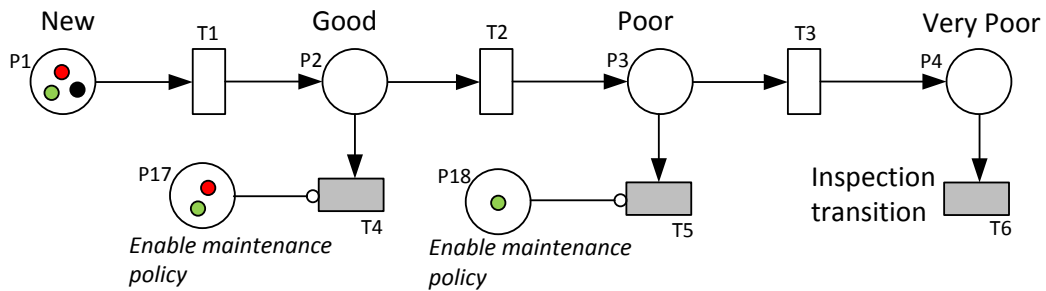 New
Good
Poor
Very Poor
T1
T2
T3
P1
P2
P3
P4
P17
P18
T4
T5
Inspection
transition
T6
Enable maintenance
policy
Enable maintenance
policy